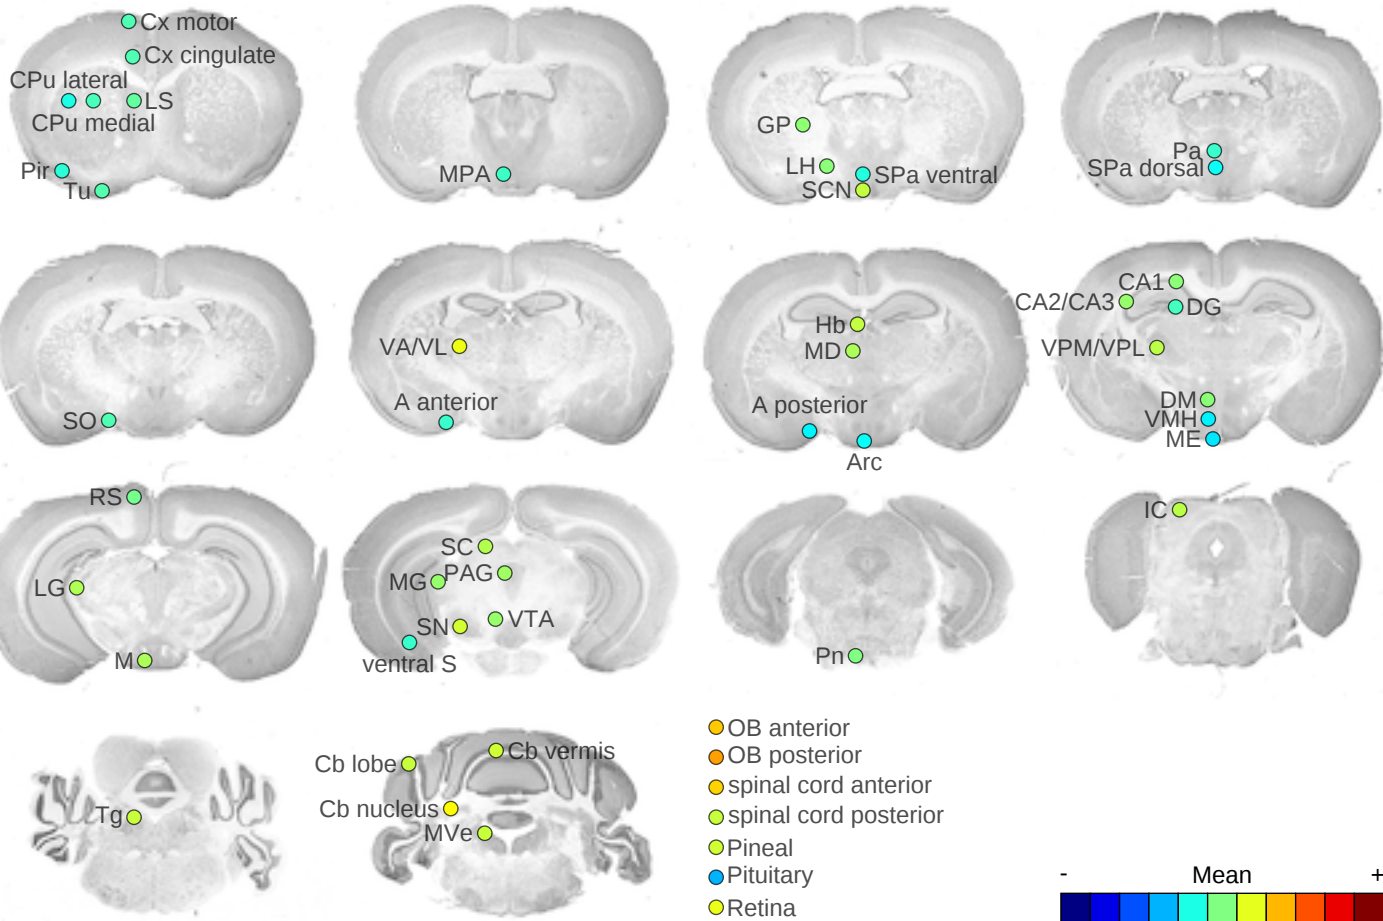 Cx motor
Cx cingulate
CPu lateral
LS
CPu medial
Pir
Tu
MPA
GP
LH
SPa ventral
SCN
Pa
SPa dorsal
SO
VA/VL
A anterior
Hb
MD
A posterior
Arc
CA1
CA2/CA3
DG
VPM/VPL
DM
VMH
ME
RS
LG
M
SC
MG
PAG
SN
VTA
ventral S
Pn
IC
Tg
Cb lobe
Cb vermis
Cb nucleus
MVe
OB anterior
OB posterior
spinal cord anterior
spinal cord posterior
Pineal
Pituitary
Retina
- Mean +